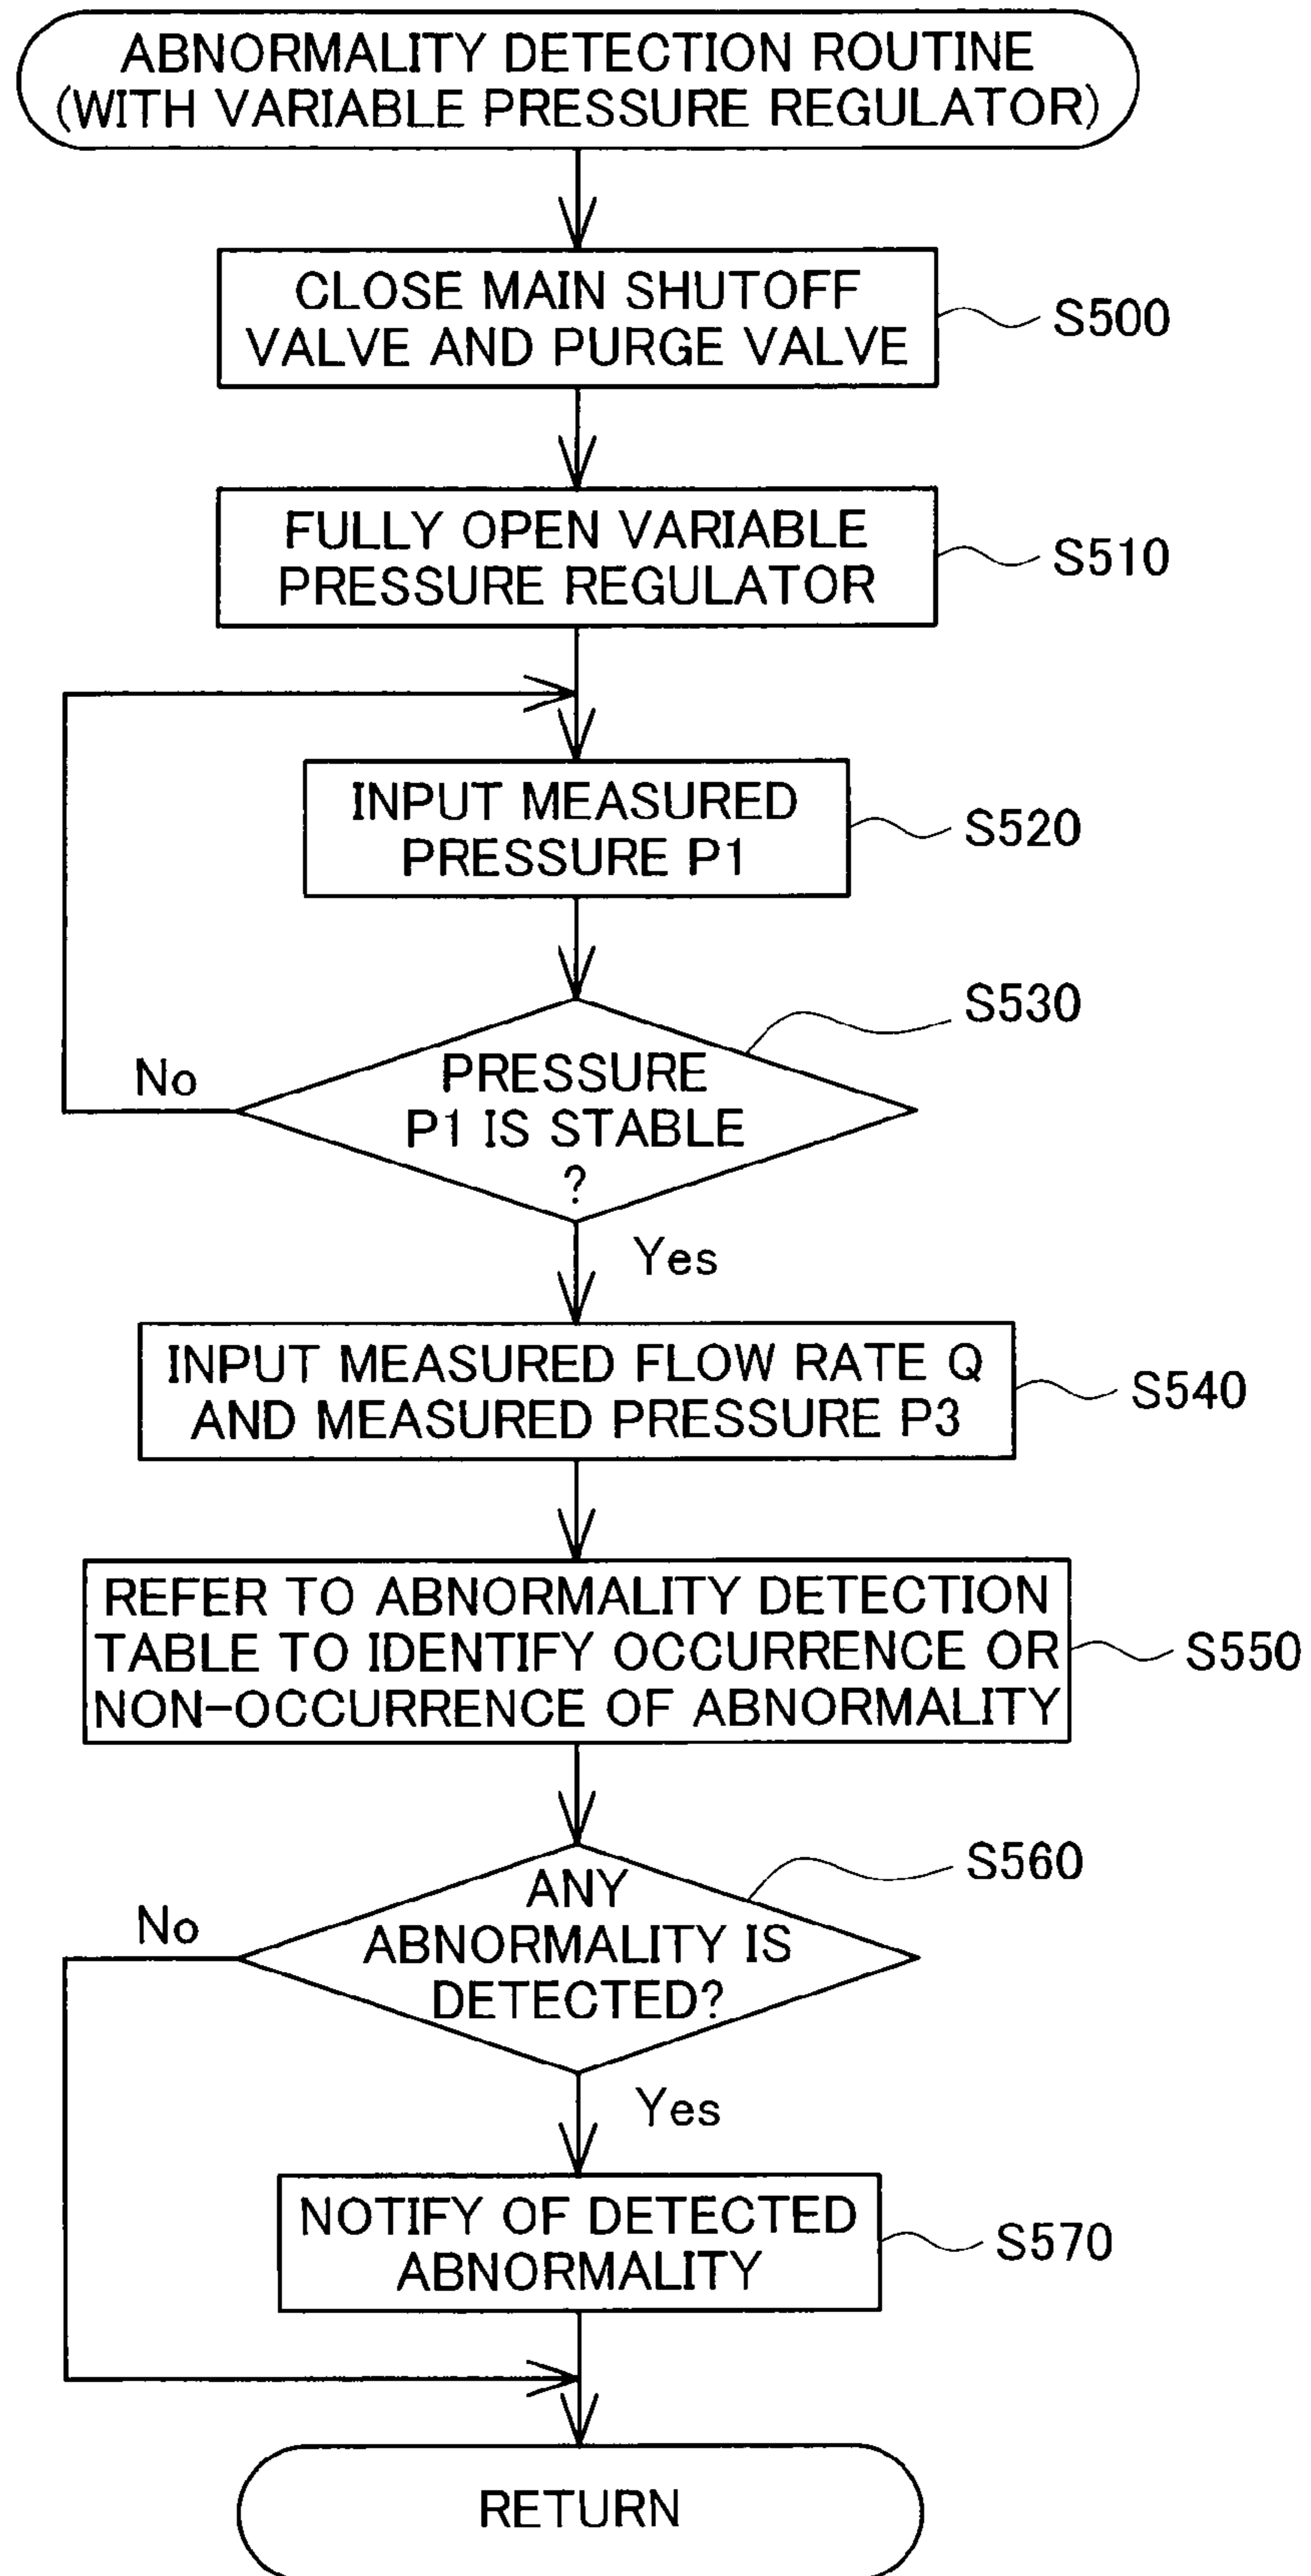 ABNORMALITY DETECTION ROUTINE
(WITH VARIABLE PRESSURE REGULATOR)
CLOSE MAIN SHUTOFF
VALVE AND PURGE VALVE
S500
FULLY OPEN VARIABLE
PRESSURE REGULATOR
S510
INPUT MEASURED
PRESSURE P1
S520
S530
PRESSURE
P1 IS STABLE
?
No
Yes
INPUT MEASURED FLOW RATE Q
AND MEASURED PRESSURE P3
S540
REFER TO ABNORMALITY DETECTION
TABLE TO IDENTIFY OCCURRENCE OR
NON-OCCURRENCE OF ABNORMALITY
S550
S560
ANY
ABNORMALITY IS
DETECTED?
No
Yes
NOTIFY OF DETECTED
ABNORMALITY
S570
RETURN